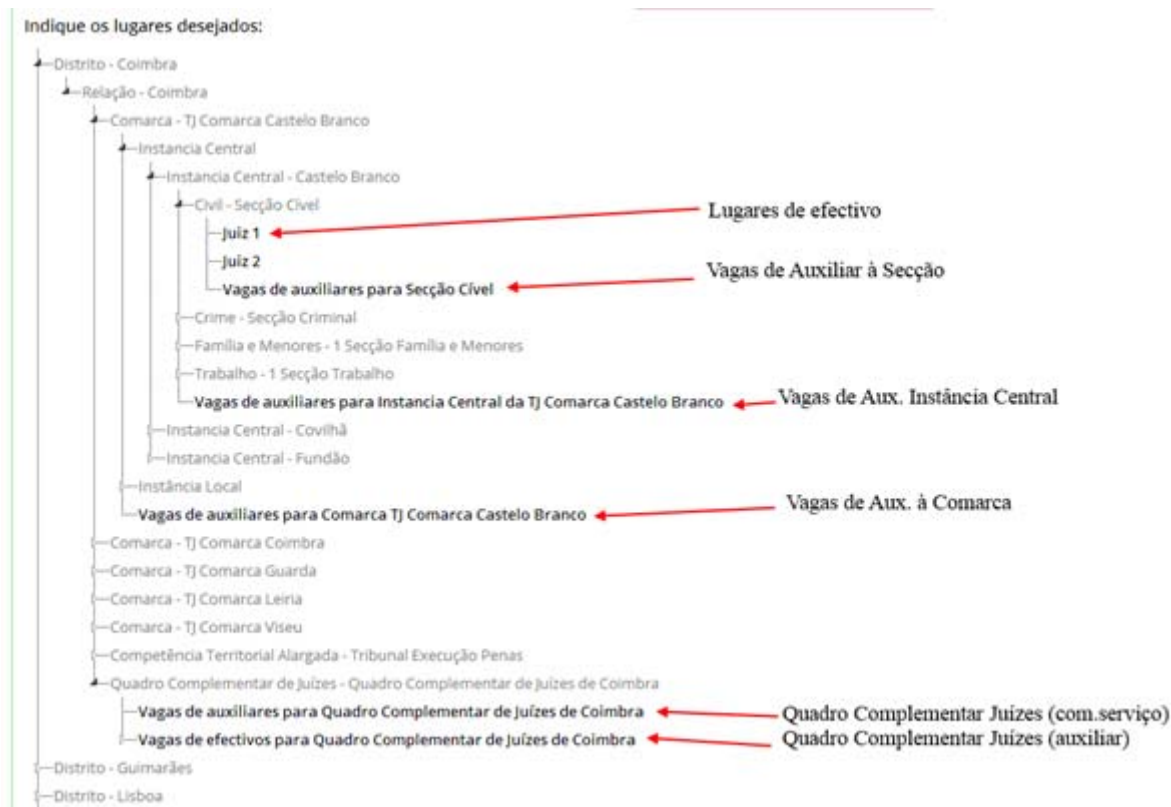 Indique os lugares desejados:
Distrito - Coimbra
Relação - Coimbra
Comarca - TJ Comarca Castelo Branco
Instancia Central
Instancia Central - Castelo Branco
Civil - Secção Cível
Juiz 1
Lugares de efectivo
Juiz 2
Vagas de auxiliares para Secção Cível
Vagas de Auxiliar à Secção
Crime - Secção Criminal
Família e Menores - 1 Secção Família e Menores
Trabalho - 1 Secção Trabalho
Vagas de auxiliares para Instancia Central da TJ Comarca Castelo Branco
Vagas de Aux. Instância Central
Instancia Central - Covilhã
Instancia Central - Fundão
Instância Local
Vagas de auxiliares para Comarca TJ Comarca Castelo Branco
Vagas de Aux. à Comarca
Comarca - TJ Comarca Coimbra
Comarca - TJ Comarca Guarda
Comarca - TJ Comarca Leiria
Comarca - TJ Comarca Viseu
Competência Territorial Alargada - Tribunal Execução Penas
Quadro Complementar de Juízes - Quadro Complementar de Juízes de Coimbra
Vagas de auxiliares para Quadro Complementar de Juízes de Coimbra
Quadro Complementar Juízes (com.serviço)
Vagas de efectivos para Quadro Complementar de Juízes de Coimbra
Quadro Complementar Juízes (auxiliar)
Distrito - Guimarães
Distrito - Lisboa